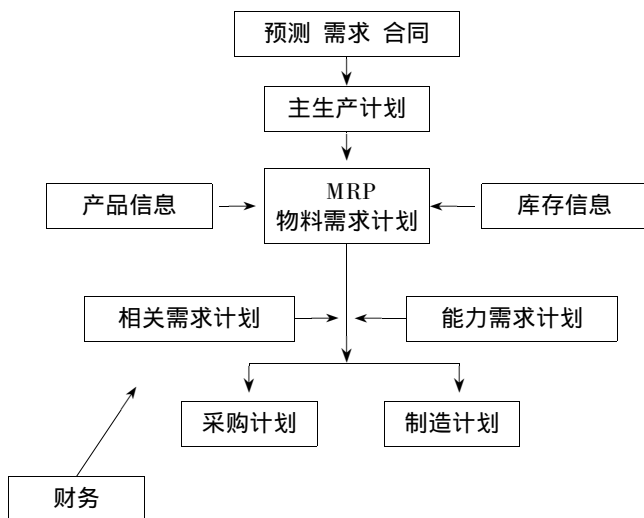 预测 需求 合同
主生产计划
产品信息
MRP
物料需求计划
库存信息
相关需求计划
能力需求计划
采购计划
制造计划
财务